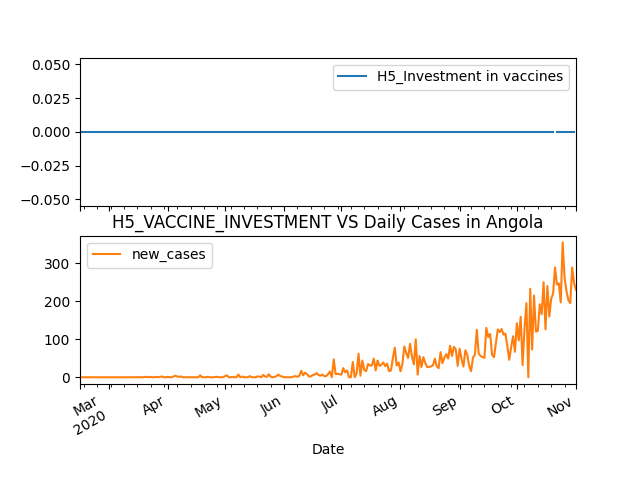 0.050
0.025
0.000
−0.025
−0.050
H5_Investment in vaccines
H5_VACCINE_INVESTMENT VS Daily Cases in Angola
300
200
100
0
new_cases
Mar
2020
Apr
May
Jun
Jul
Aug
Sep
Oct
Nov
Date